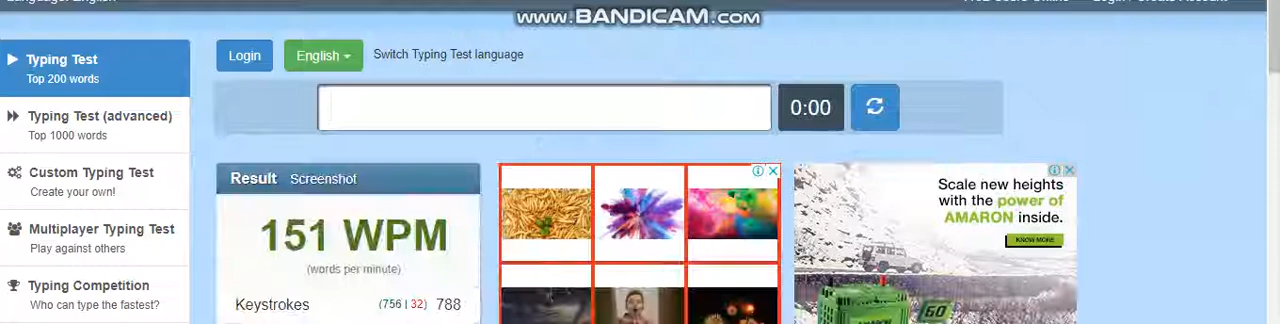 www.BANDICAM.com
Typing Test
Top 200 words
Typing Test (advanced)
Top 1000 words
Custom Typing Test
Create your own!
Multiplayer Typing Test
Play against others
Typing Competition
Who can type the fastest?
Login English Switch Typing Test language
0:00
Result Screenshot
151 WPM
(words per minute)
Keystrokes (756 | 32) 788
Scale new heights
with the power of
AMARON inside.
KNOW MORE
AMARON GO